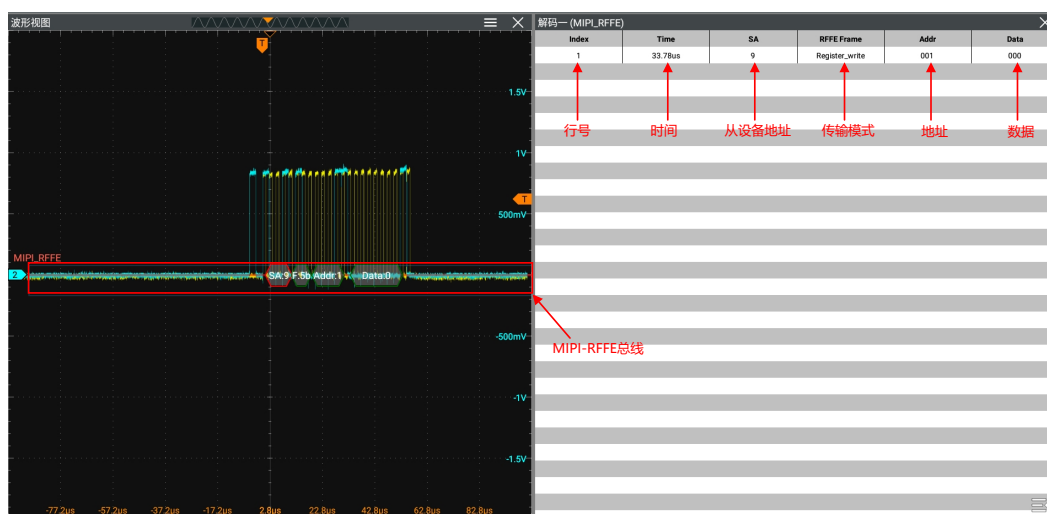 波形视图
T
1.5V
1V
T
500mV
MIPI_RFFE
2
SA:9 F:5b Addr:1 Data:0
-500mV
-1V
-1.5V
-77.2us -57.2us -37.2us -17.2us 2.8us 22.8us 42.8us 62.8us 82.8us
解码一 (MIPI_RFFE)
Index Time SA RFFE Frame Addr Data
1 33.78us 9 Register_write 001 000
行号 时间 从设备地址 传输模式 地址 数据
MIPI-RFFE总线